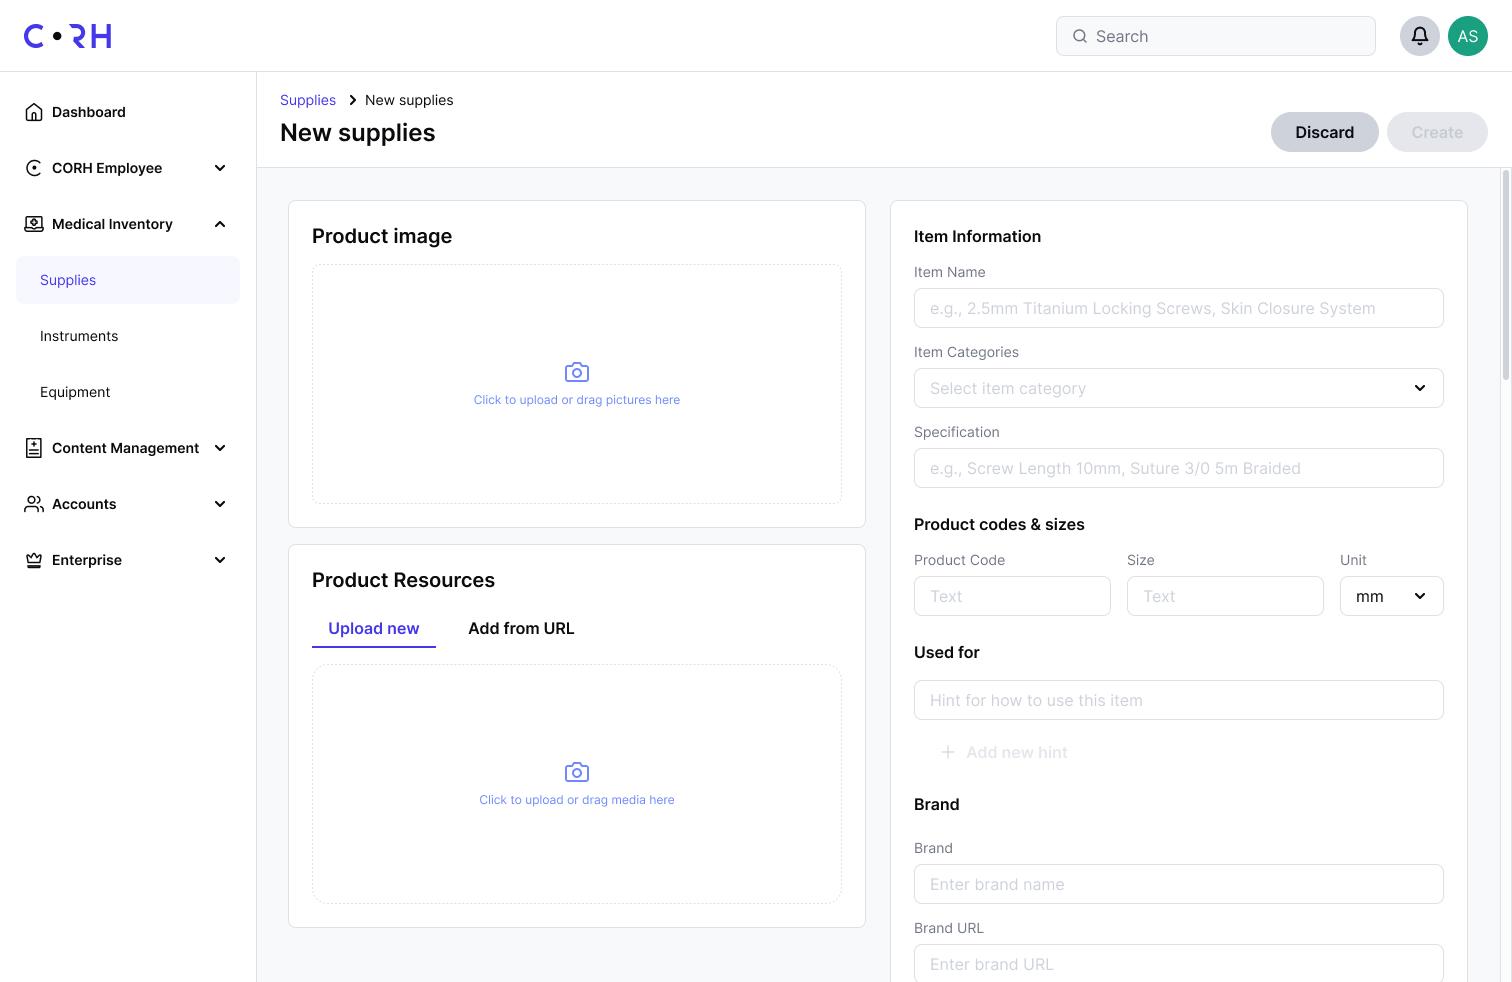 C•RH
Search
AS
Dashboard
CORH Employee
Medical Inventory
Supplies
Instruments
Equipment
Content Management
Accounts
Enterprise
Supplies > New supplies
New supplies
Discard
Create
Product image
Click to upload or drag pictures here
Product Resources
Upload new
Add from URL
Click to upload or drag media here
Item Information
Item Name
e.g., 2.5mm Titanium Locking Screws, Skin Closure System
Item Categories
Select item category
Specification
e.g., Screw Length 10mm, Suture 3/0 5m Braided
Product codes & sizes
Product Code Size Unit
Text Text mm
Used for
Hint for how to use this item
+ Add new hint
Brand
Brand
Enter brand name
Brand URL
Enter brand URL